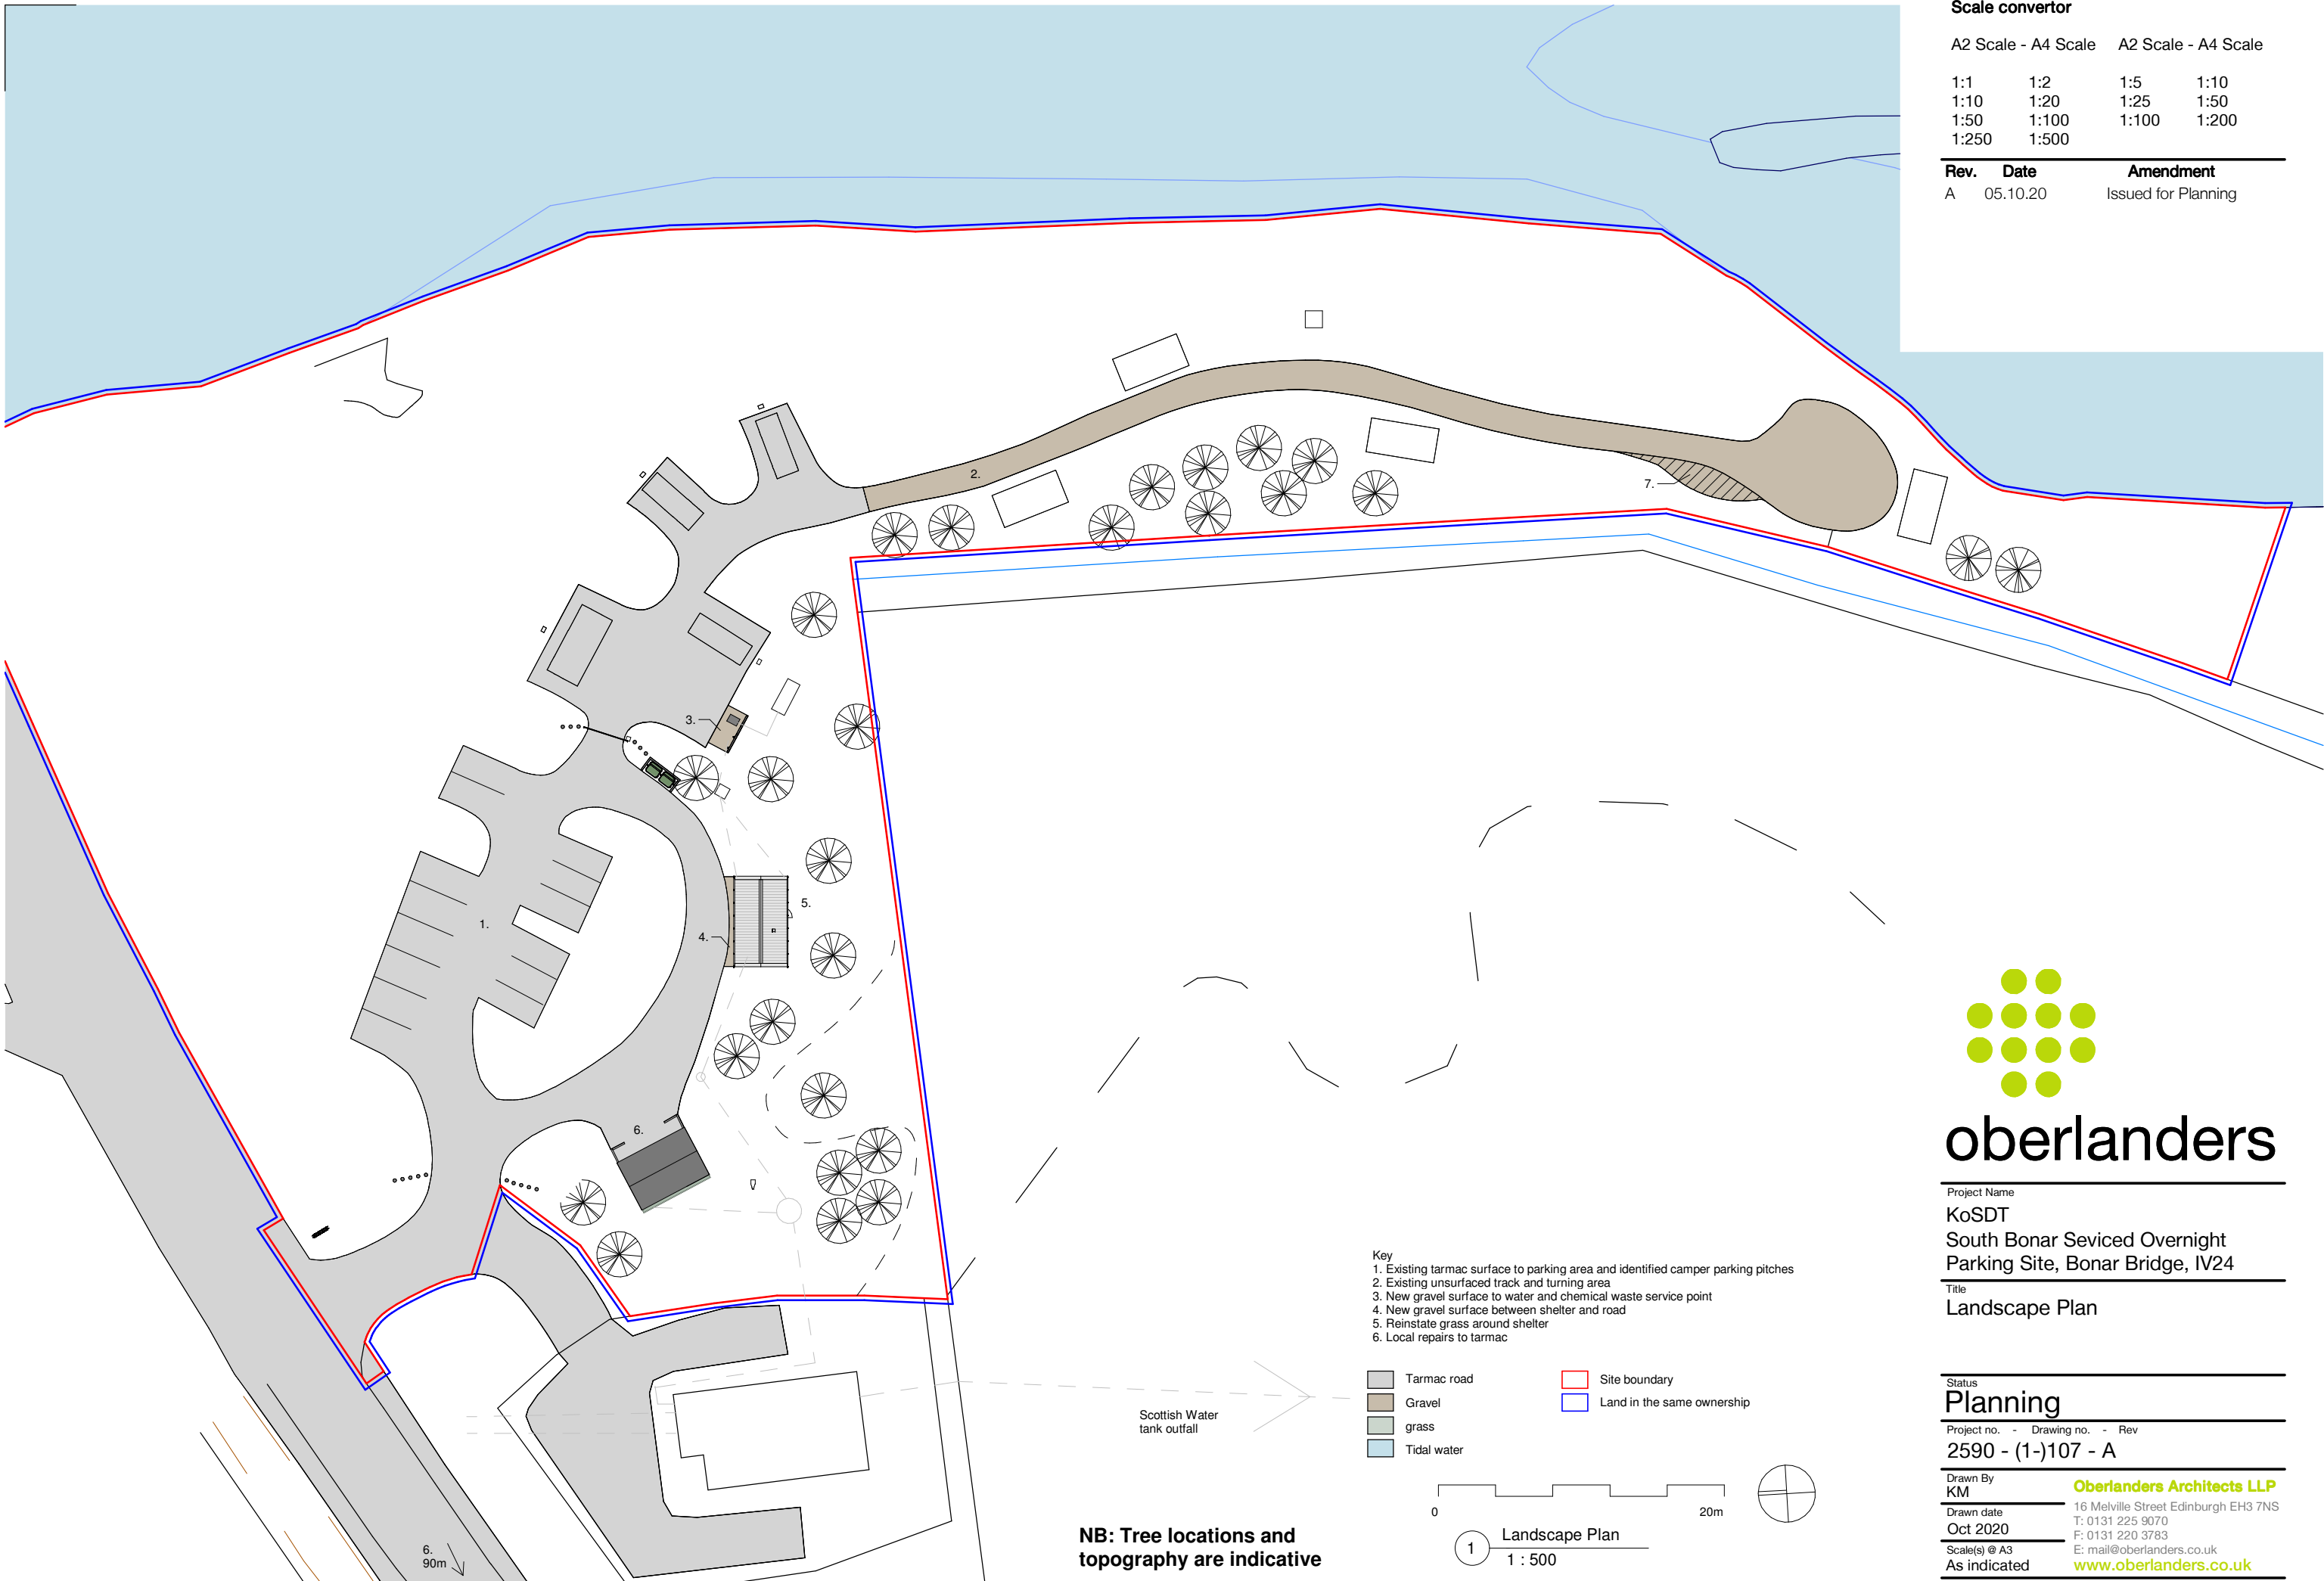 Scale convertor
A2 Scale - A4 Scale A2 Scale - A4 Scale
1:1 1:2 1:5 1:10
1:10 1:20 1:25 1:50
1:50 1:100 1:100 1:200
1:250 1:500
Rev. Date Amendment
A 05.10.20 Issued for Planning
2.
7.
3.
1.
5.
4.
6.
6.
90m
Scottish Water
tank outfall
Key
1. Existing tarmac surface to parking area and identified camper parking pitches
2. Existing unsurfaced track and turning area
3. New gravel surface to water and chemical waste service point
4. New gravel surface between shelter and road
5. Reinstate grass around shelter
6. Local repairs to tarmac
Tarmac road
Gravel
grass
Tidal water
Site boundary
Land in the same ownership
0 20m
1 Landscape Plan
1 : 500
NB: Tree locations and
topography are indicative
oberlanders
Project Name
KoSDT
South Bonar Seviced Overnight
Parking Site, Bonar Bridge, IV24
Title
Landscape Plan
Status
Planning
Project no. - Drawing no. - Rev
2590 - (1-)107 - A
Drawn By
KM
Drawn date
Oct 2020
Scale(s) @ A3
As indicated
Oberlanders Architects LLP
16 Melville Street Edinburgh EH3 7NS
T: 0131 225 9070
F: 0131 220 3783
E: mail@oberlanders.co.uk
www.oberlanders.co.uk